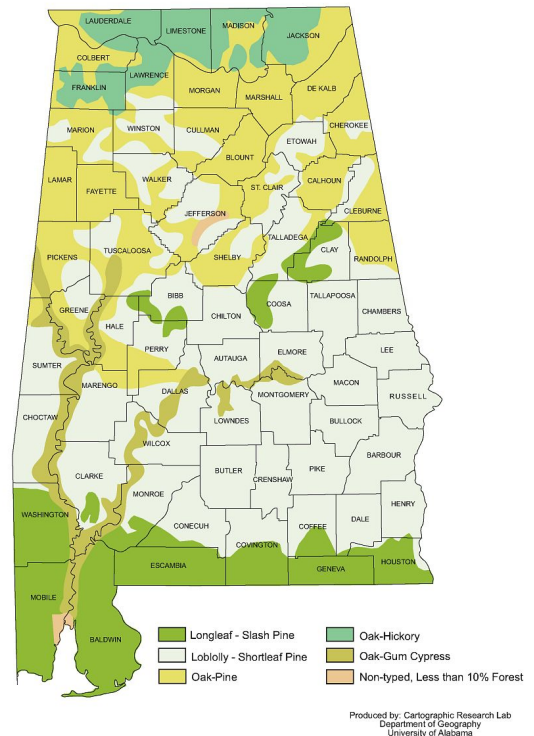 LAUDERDALE
LIMESTONE
MADISON
JACKSON
COLBERT
LAWRENCE
FRANKLIN
MORGAN
MARSHALL
DE KALB
MARION
WINSTON
CULLMAN
ETOWAH
CHEROKEE
BLOUNT
LAMAR
FAYETTE
WALKER
ST. CLAIR
CALHOUN
JEFFERSON
CLEBURNE
TALLADEGA
PICKENS
TUSCALOOSA
SHELBY
CLAY
RANDOLPH
BIBB
GREENE
HALE
CHILTON
COOSA
TALLAPOOSA
CHAMBERS
PERRY
AUTAUGA
ELMORE
LEE
SUMTER
MARENGO
DALLAS
MONTGOMERY
MACON
RUSSELL
CHOCTAW
LOWNDES
BULLOCK
WILCOX
BARBOUR
CLARKE
BUTLER
CRENSHAW
PIKE
MONROE
WASHINGTON
CONECUH
COFFEE
DALE
HENRY
COVINGTON
ESCAMBIA
GENEVA
HOUSTON
MOBILE
BALDWIN
Longleaf - Slash Pine
Loblolly - Shortleaf Pine
Oak-Pine
Oak-Hickory
Oak-Gum Cypress
Non-typed, Less than 10% Forest
Produced by: Cartographic Research Lab
Department of Geography
University of Alabama